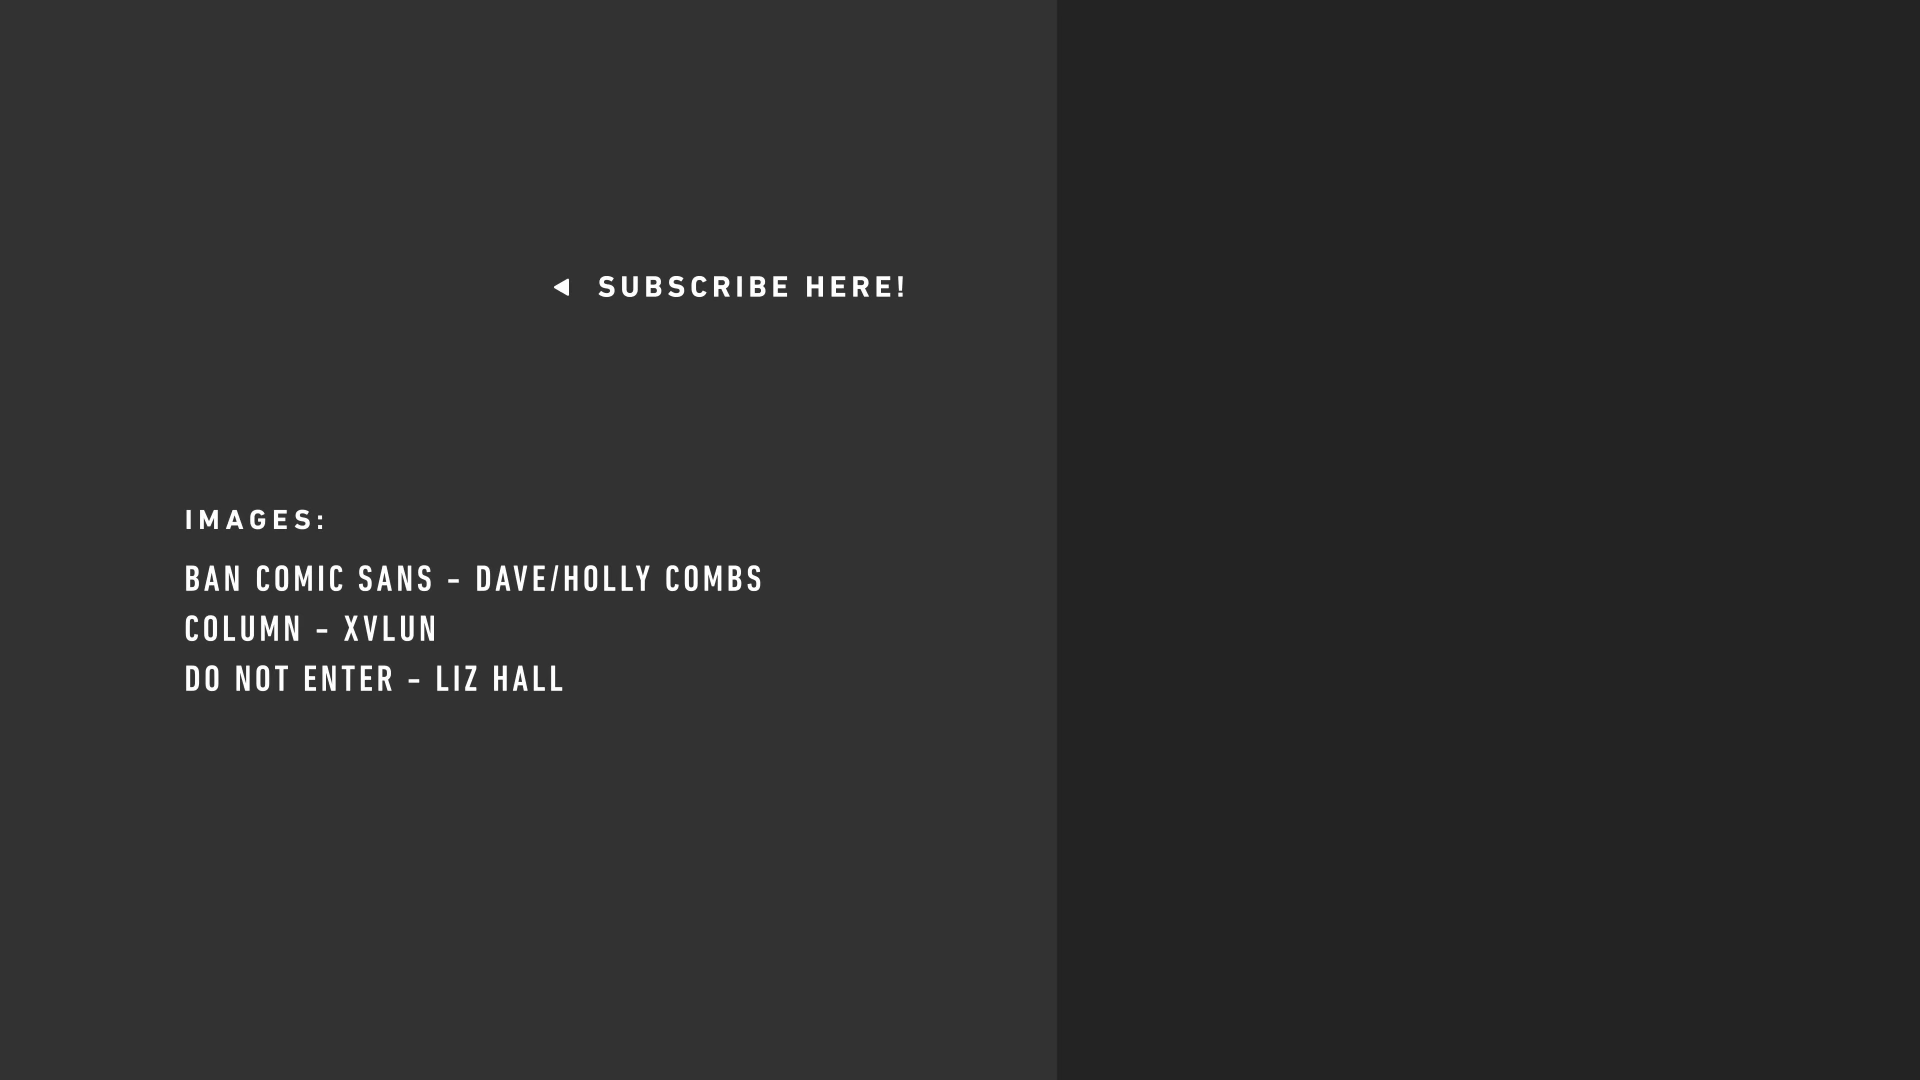 ◀ SUBSCRIBE HERE!
IMAGES:
BAN COMIC SANS – DAVE/HOLLY COMBS
COLUMN – XVLUN
DO NOT ENTER – LIZ HALL